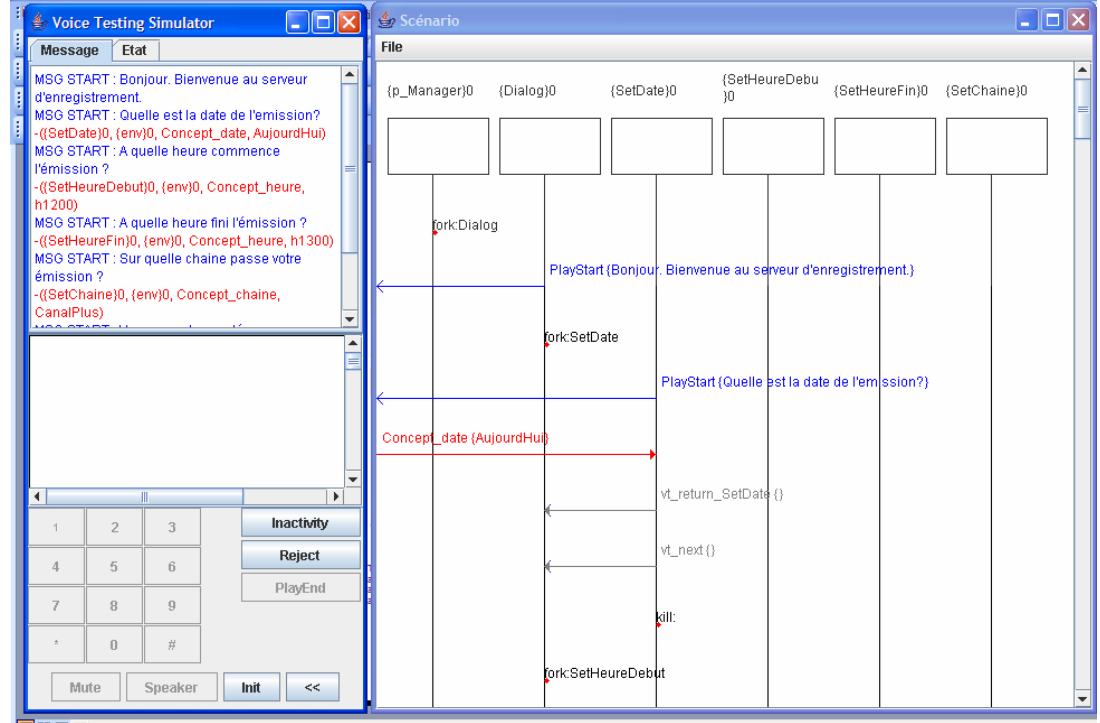 Voice Testing Simulator
Message Etat
MSG START : Bonjour. Bienvenue au serveur
d'enregistrement.
MSG START : Quelle est la date de l'emission?
-({SetDate}0, {env}0, Concept_date, AujourdHui)
MSG START : A quelle heure commence
l'émission ?
-({SetHeureDebut}0, {env}0, Concept_heure,
h1200)
MSG START : A quelle heure fini l'émission ?
-({SetHeureFin}0, {env}0, Concept_heure, h1300)
MSG START : Sur quelle chaine passe votre
émission ?
-({SetChaine}0, {env}0, Concept_chaine,
CanalPlus)
1 2 3
4 5 6
7 8 9
* 0 #
Inactivity
Reject
PlayEnd
Mute Speaker Init <<
Scénario
File
{p_Manager}0 {Dialog}0 {SetDate}0 {SetHeureDebu
}0 {SetHeureFin}0 {SetChaine}0
fork:Dialog
PlayStart {Bonjour. Bienvenue au serveur d'enregistrement.}
fork:SetDate
PlayStart {Quelle est la date de l'emission?}
Concept_date {AujourdHui}
vt_return_SetDate {}
vt_next {}
kill:
fork:SetHeureDebut